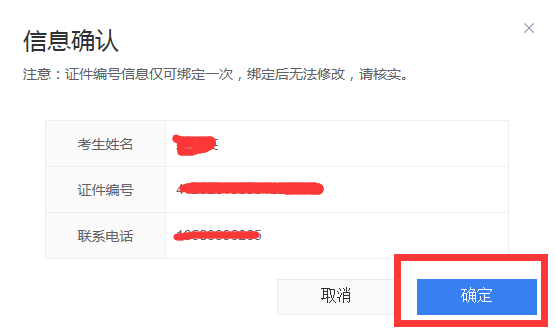 信息确认
注意：证件编号信息仅可绑定一次，绑定后无法修改，请核实。
考生姓名
证件编号
联系电话
取消 确定